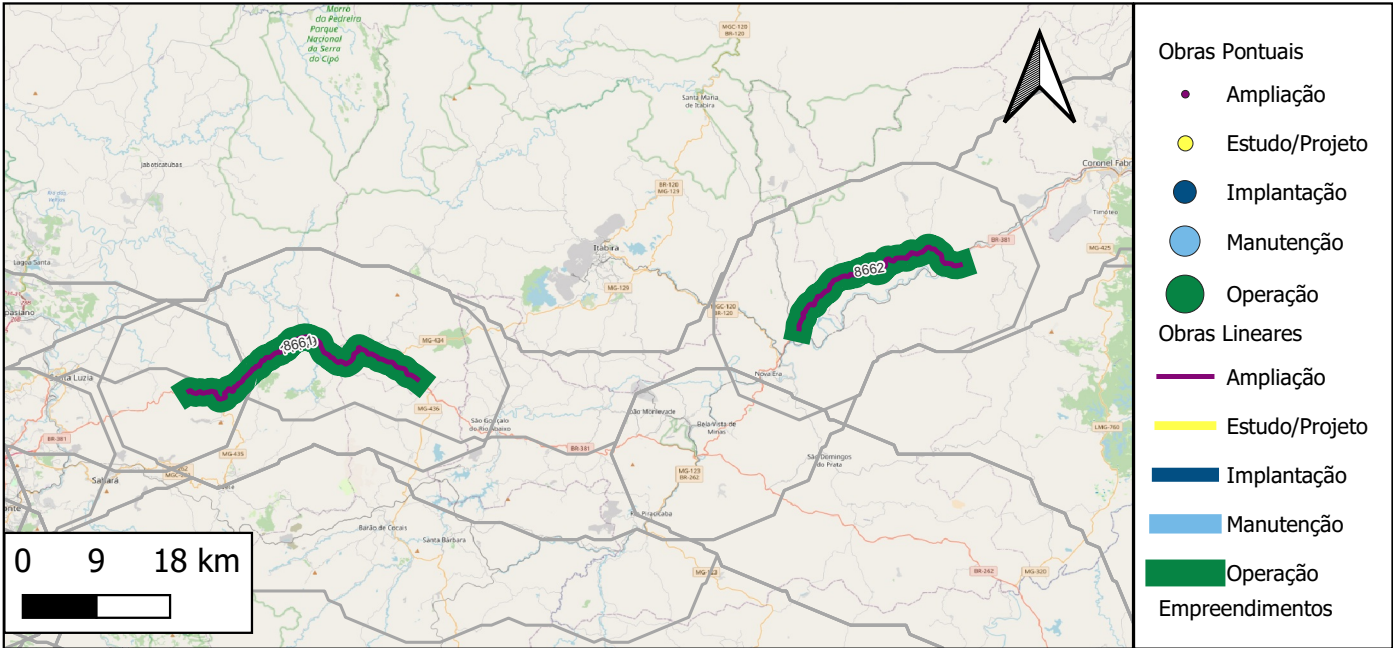 Morro
da Pedreira
Parque
Nacional
da Serra
do Cipó
MGC-120
BR-120
Santa Maria
de Itabira
Jaboticatubas
Coronel Fabr
BR-120
MG-129
Timóteo
Itabira
BR-381
MG-425
Lagoa Santa
8662
MG-129
MGC-120
BR-120
8661
MG-434
Santa Luzia
Nova Era
MG-436
João Monlevade
São Gonçalo
do Rio Abaixo
Bela Vista de
Minas
LMG-760
BR-381
BR-381
MG-435
São Domingos
do Prata
MG-123
BR-262
Sabará
Rio Piracicaba
Barão de Cocais
Santa Bárbara
MG-123
BR-262
MG-320
0 9 18 km
Obras Pontuais
Ampliação
Estudo/Projeto
Implantação
Manutenção
Operação
Obras Lineares
Ampliação
Estudo/Projeto
Implantação
Manutenção
Operação
Empreendimentos